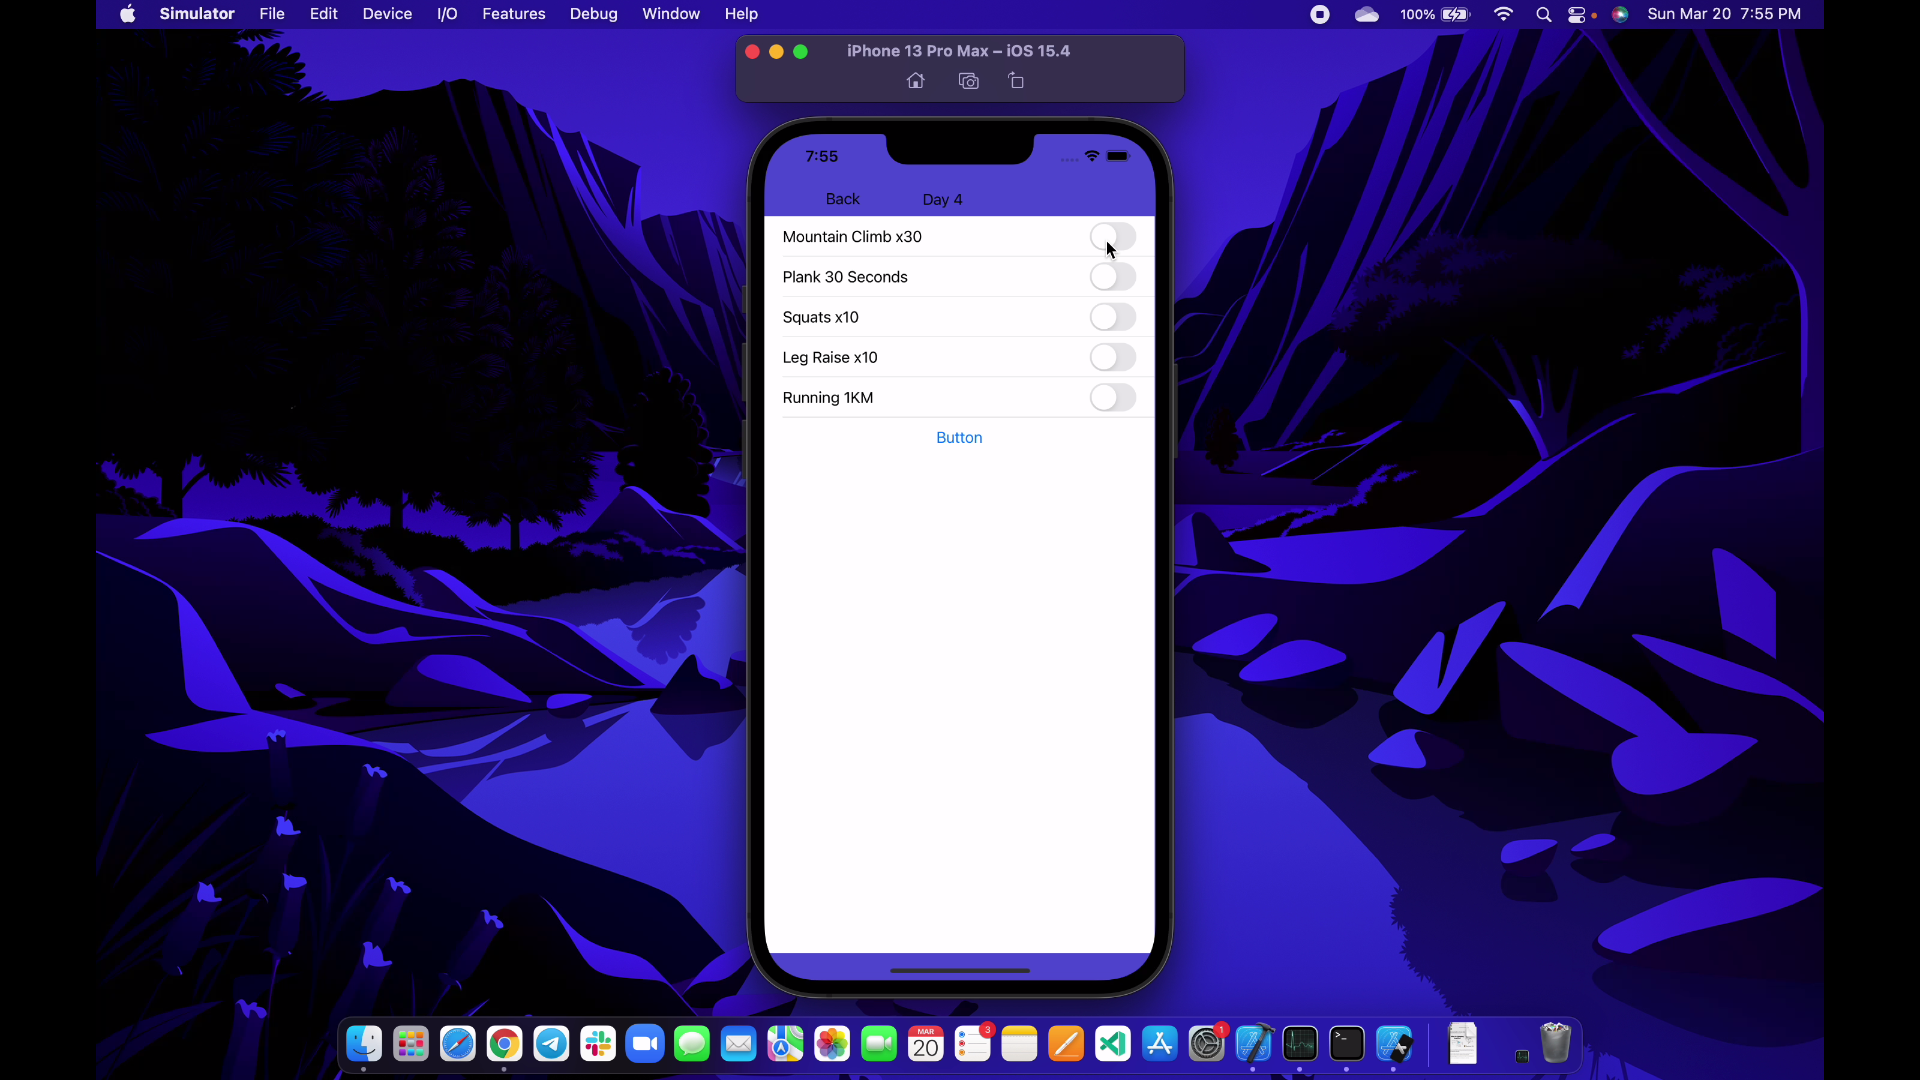 Simulator File Edit Device I/O Features Debug Window Help 100% Sun Mar 20 7:55 PM
iPhone 13 Pro Max – iOS 15.4
7:55
Back Day 4
Mountain Climb x30
Plank 30 Seconds
Squats x10
Leg Raise x10
Running 1KM
Button
MAR
20
3
1
>_